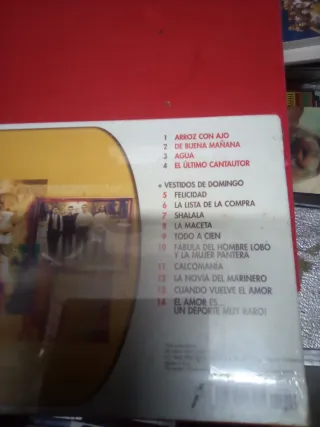 1 ARROZ CON AJO
2 DE BUENA MAÑANA
3 AGUA
4 EL ÚLTIMO CANTAUTOR
+ VESTIDOS DE DOMINGO
5 FELICIDAD
6 LA LISTA DE LA COMPRA
7 SHALALA
8 LA MACETA
9 TODO A CIEN
10 FÁBULA DEL HOMBRE LOBO
Y LA MUJER PANTERA
11 CALCOMANIA
12 LA NOVIA DEL MARINERO
13 CUANDO VUELVE EL AMOR
14 EL AMOR ES...
UN DEPORTE MUY RARO!